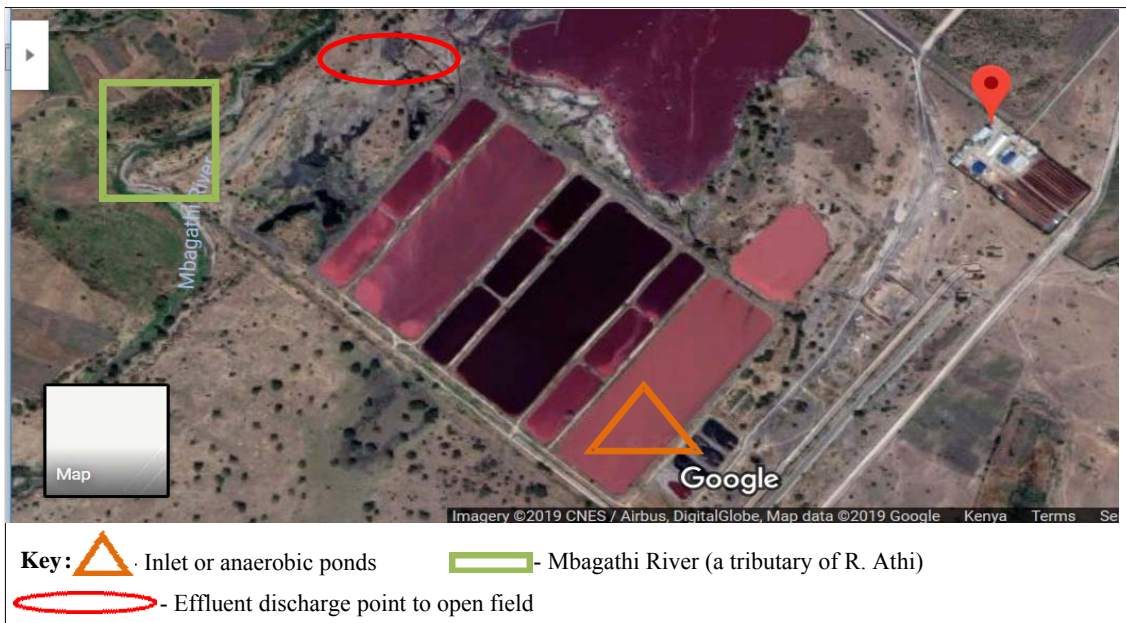 Mbagathi River
Map
Google
Imagery ©2019 CNES / Airbus, DigitalGlobe, Map data ©2019 Google Kenya Terms Se
Key: - Inlet or anaerobic ponds - Mbagathi River (a tributary of R. Athi)
- Effluent discharge point to open field